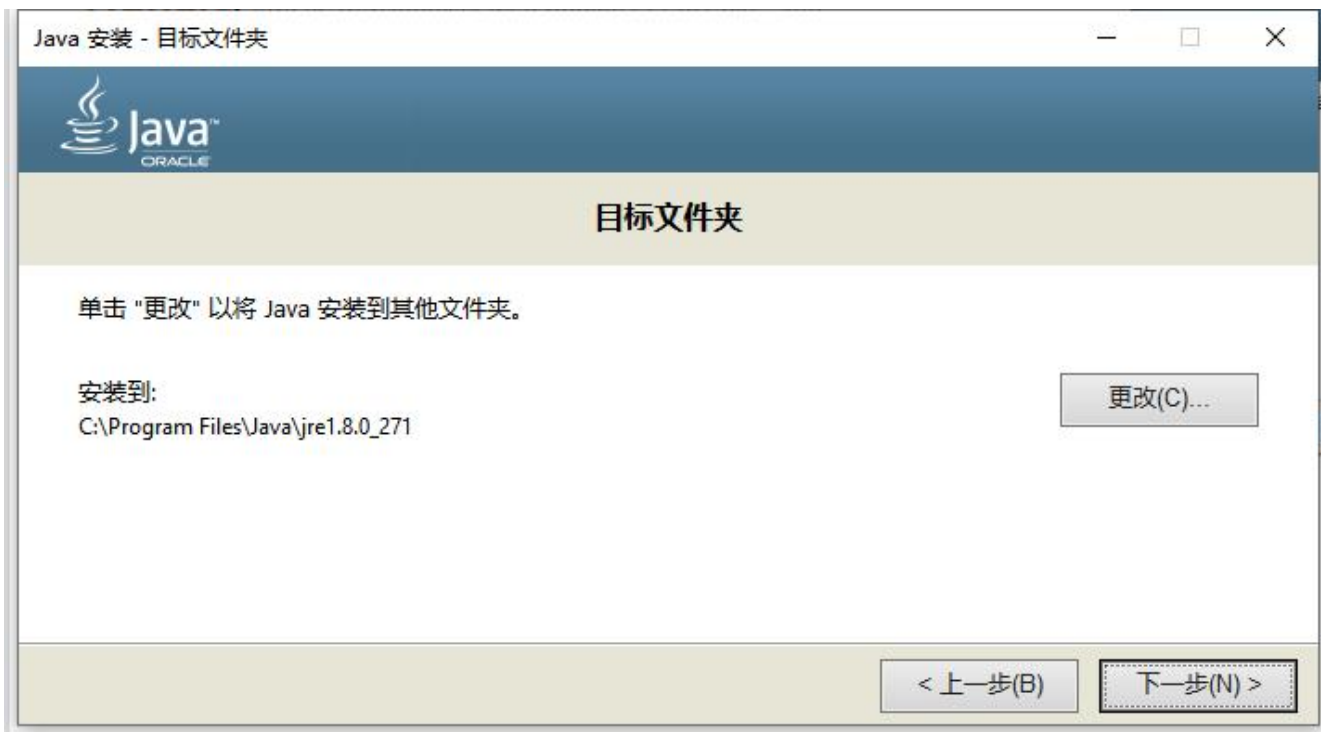 Java 安装 - 目标文件夹
Java™
ORACLE
目标文件夹
单击 "更改" 以将 Java 安装到其他文件夹。
安装到:
更改(C)...
C:\Program Files\Java\jre1.8.0_271
< 上一步(B)
下一步(N) >